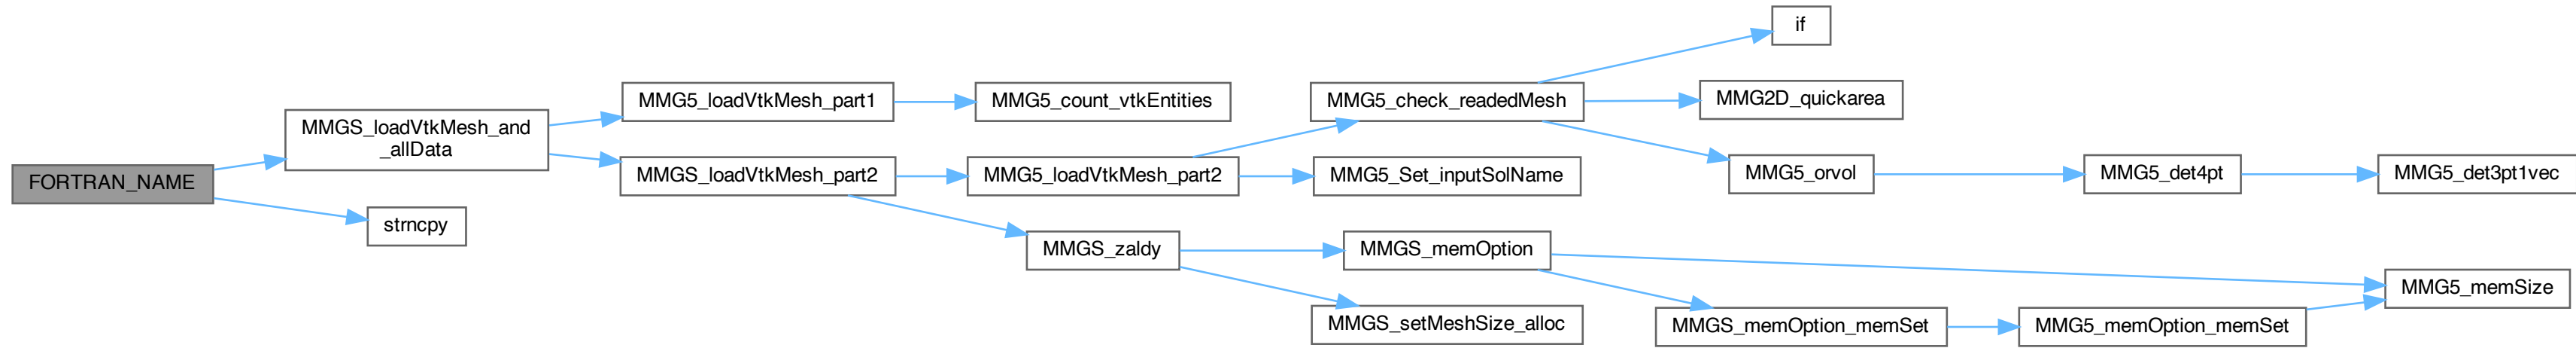 FORTRAN_NAME
MMGS_loadVtkMesh_and
_allData
strncpy
MMG5_loadVtkMesh_part1
MMGS_loadVtkMesh_part2
MMG5_count_vtkEntities
MMG5_loadVtkMesh_part2
MMGS_zaldy
MMG5_check_readedMesh
MMG5_Set_inputSolName
MMGS_memOption
MMGS_setMeshSize_alloc
if
MMG2D_quickarea
MMG5_orvol
MMGS_memOption_memSet
MMG5_det4pt
MMG5_memOption_memSet
MMG5_det3pt1vec
MMG5_memSize